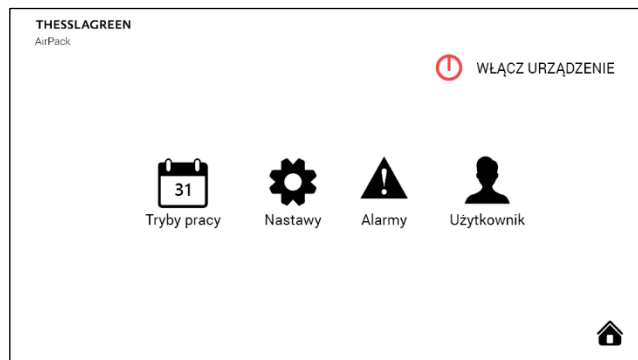 THESSLAGREEN
AirPack
WŁĄCZ URZĄDZENIE
31
Tryby pracy
Nastawy
Alarmy
Użytkownik